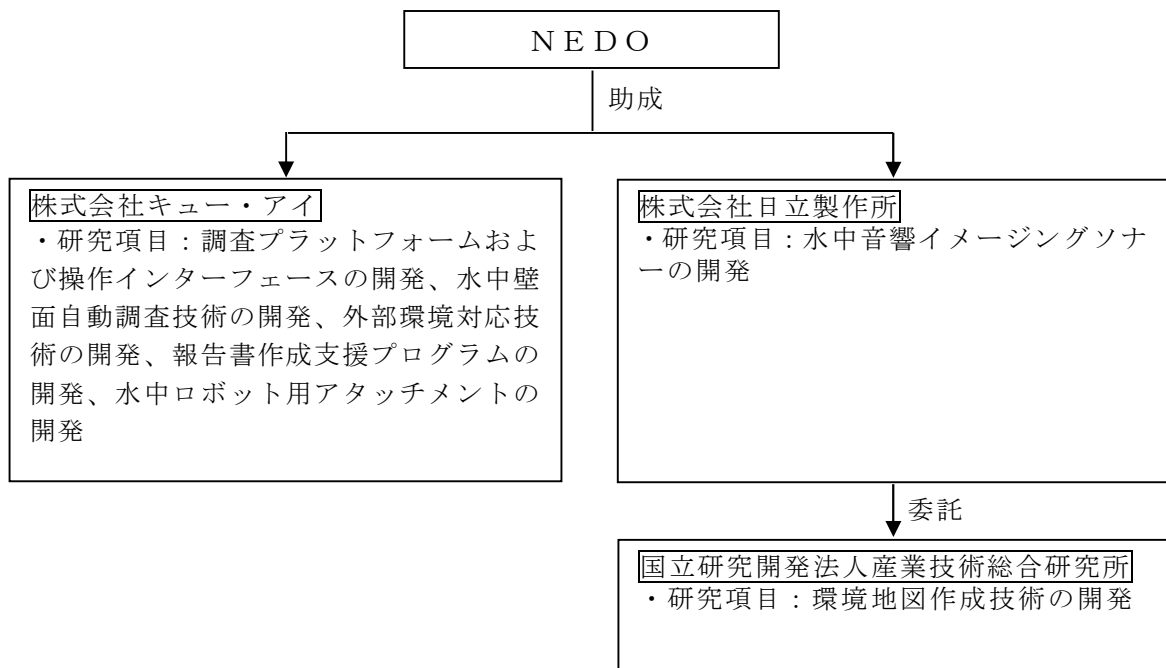 NEDO
助成
株式会社キュー・アイ
・研究項目：調査プラットフォームおよ
び操作インターフェースの開発、水中壁
面自動調査技術の開発、外部環境対応技
術の開発、報告書作成支援プログラムの
開発、水中ロボット用アタッチメントの
開発
株式会社日立製作所
・研究項目：水中音響イメージングソナ
ーの開発
委託
国立研究開発法人産業技術総合研究所
・研究項目：環境地図作成技術の開発